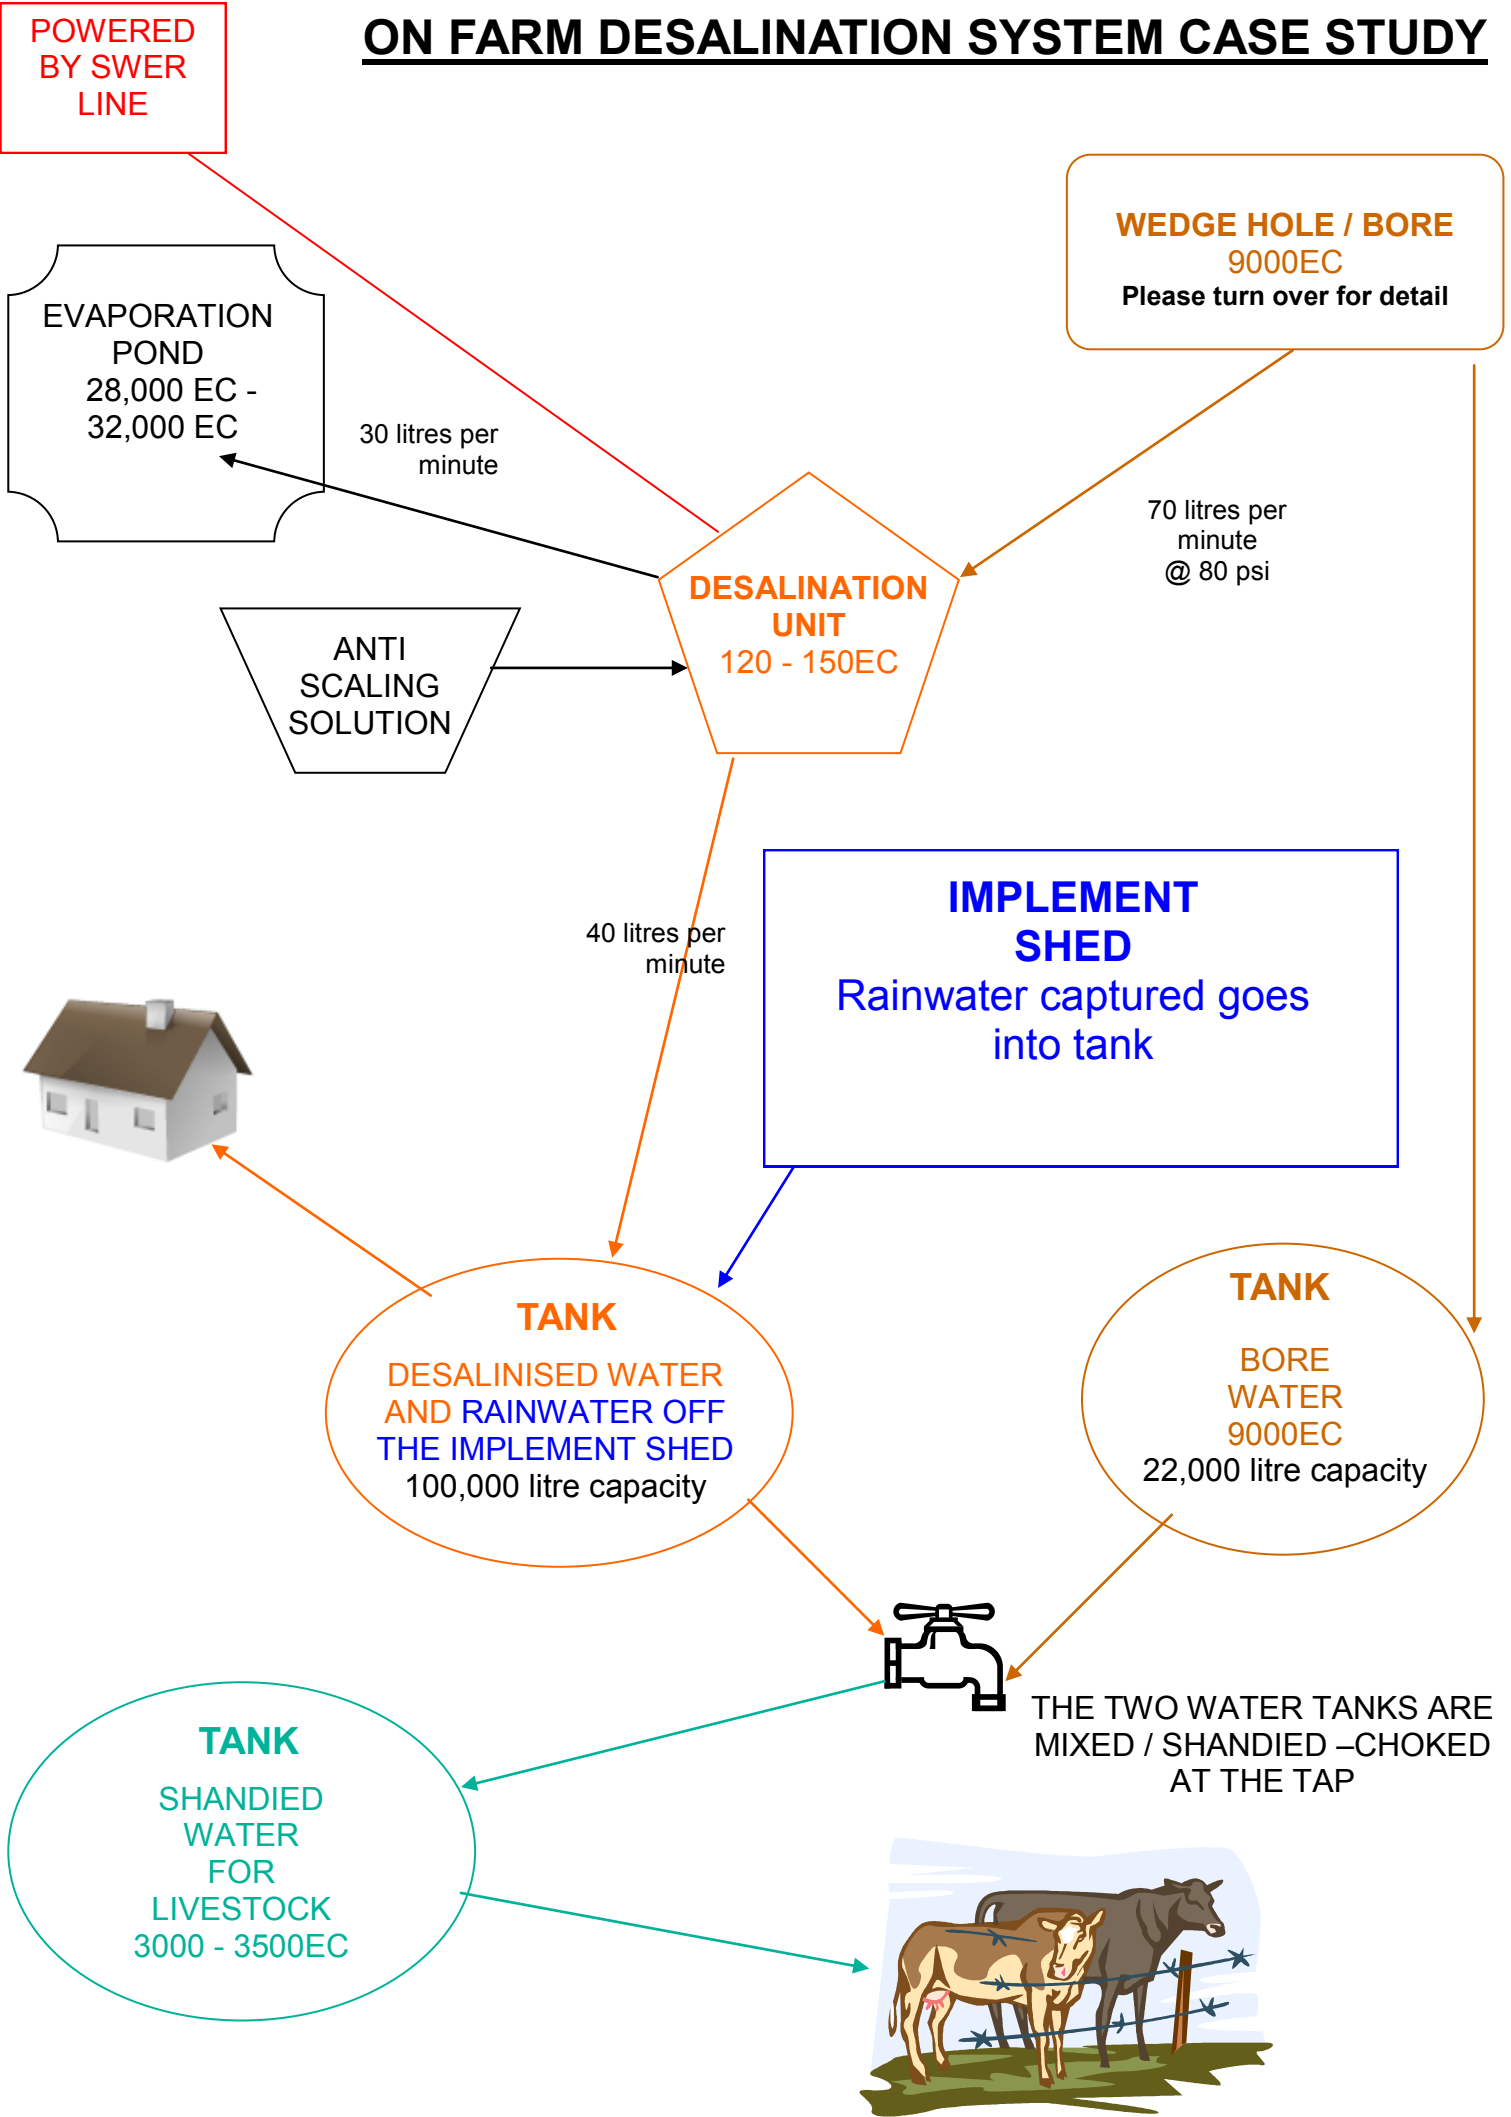 POWERED
BY SWER
LINE
ON FARM DESALINATION SYSTEM CASE STUDY
WEDGE HOLE / BORE
9000EC
Please turn over for detail
EVAPORATION
POND
28,000 EC -
32,000 EC
30 litres per
minute
70 litres per
minute
@ 80 psi
DESALINATION
UNIT
120 - 150EC
ANTI
SCALING
SOLUTION
40 litres per
minute
IMPLEMENT
SHED
Rainwater captured goes
into tank
TANK
DESALINISED WATER
AND RAINWATER OFF
THE IMPLEMENT SHED
100,000 litre capacity
TANK
BORE
WATER
9000EC
22,000 litre capacity
THE TWO WATER TANKS ARE
MIXED / SHANDIED –CHOKED
AT THE TAP
TANK
SHANDIED
WATER
FOR
LIVESTOCK
3000 - 3500EC